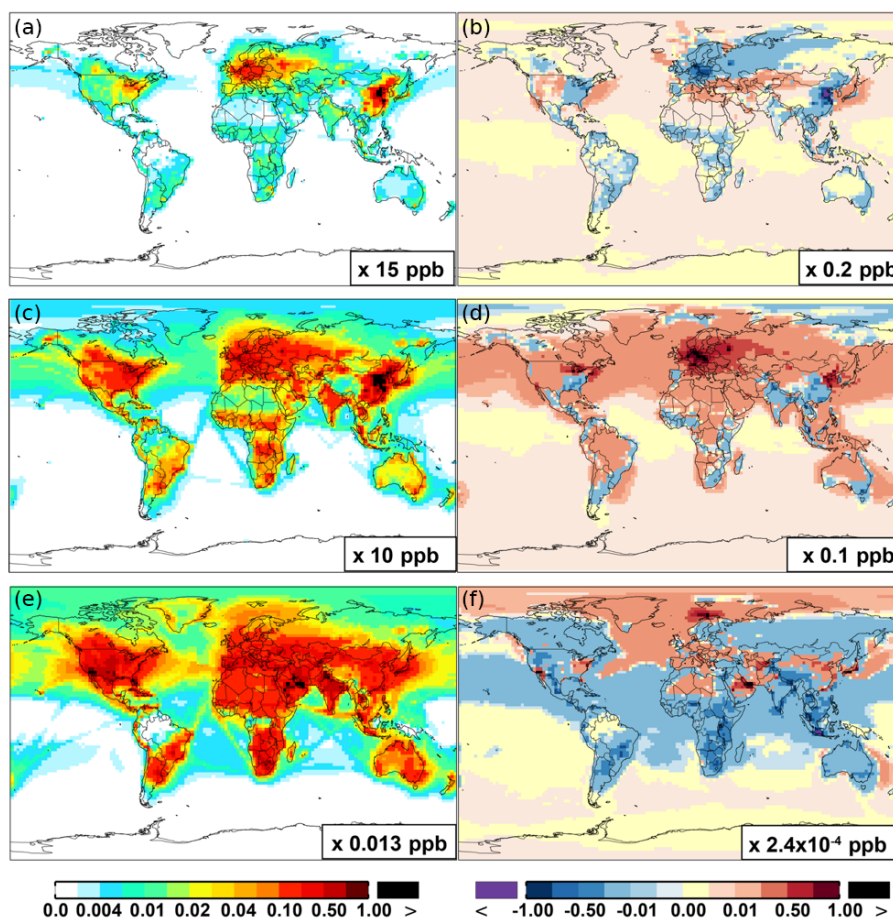 (a) (b)
x 15 ppb x 0.2 ppb
(c) (d)
x 10 ppb x 0.1 ppb
(e) (f)
x 0.013 ppb x 2.4x10⁻⁴ ppb
0.0 0.004 0.01 0.02 0.04 0.10 0.50 1.00 > < -1.00 -0.50 -0.01 0.00 0.01 0.50 1.00 >